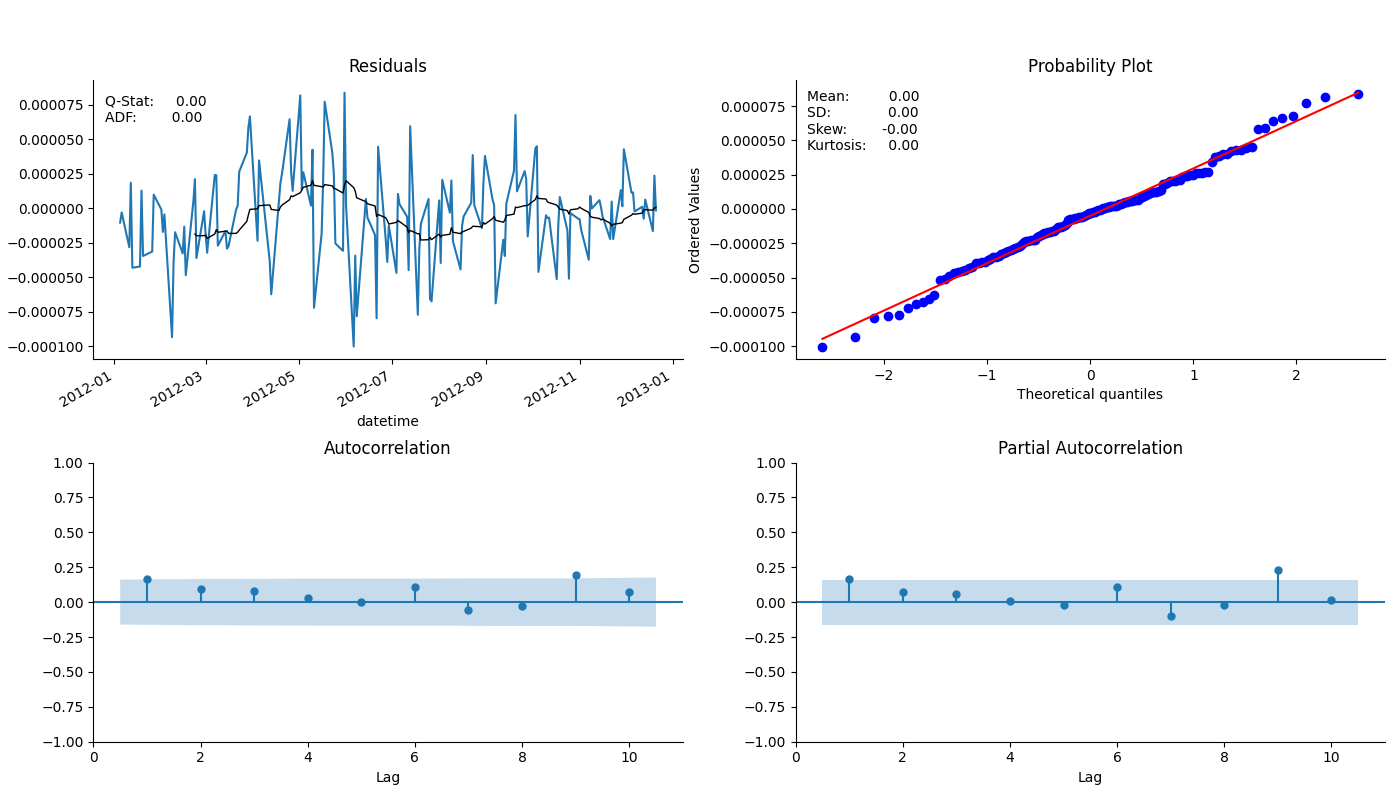 Residuals
Q-Stat: 0.00
ADF: 0.00
0.000075
0.000050
0.000025
0.000000
−0.000025
−0.000050
−0.000075
−0.000100
2012-01
2012-03
2012-05
2012-07
2012-09
2012-11
2013-01
datetime
Probability Plot
Mean: 0.00
SD: 0.00
Skew: -0.00
Kurtosis: 0.00
Ordered Values
0.000075
0.000050
0.000025
0.000000
−0.000025
−0.000050
−0.000075
−0.000100
−2 −1 0 1 2
Theoretical quantiles
Autocorrelation
1.00
0.75
0.50
0.25
0.00
−0.25
−0.50
−0.75
−1.00
0 2 4 6 8 10
Lag
Partial Autocorrelation
1.00
0.75
0.50
0.25
0.00
−0.25
−0.50
−0.75
−1.00
0 2 4 6 8 10
Lag